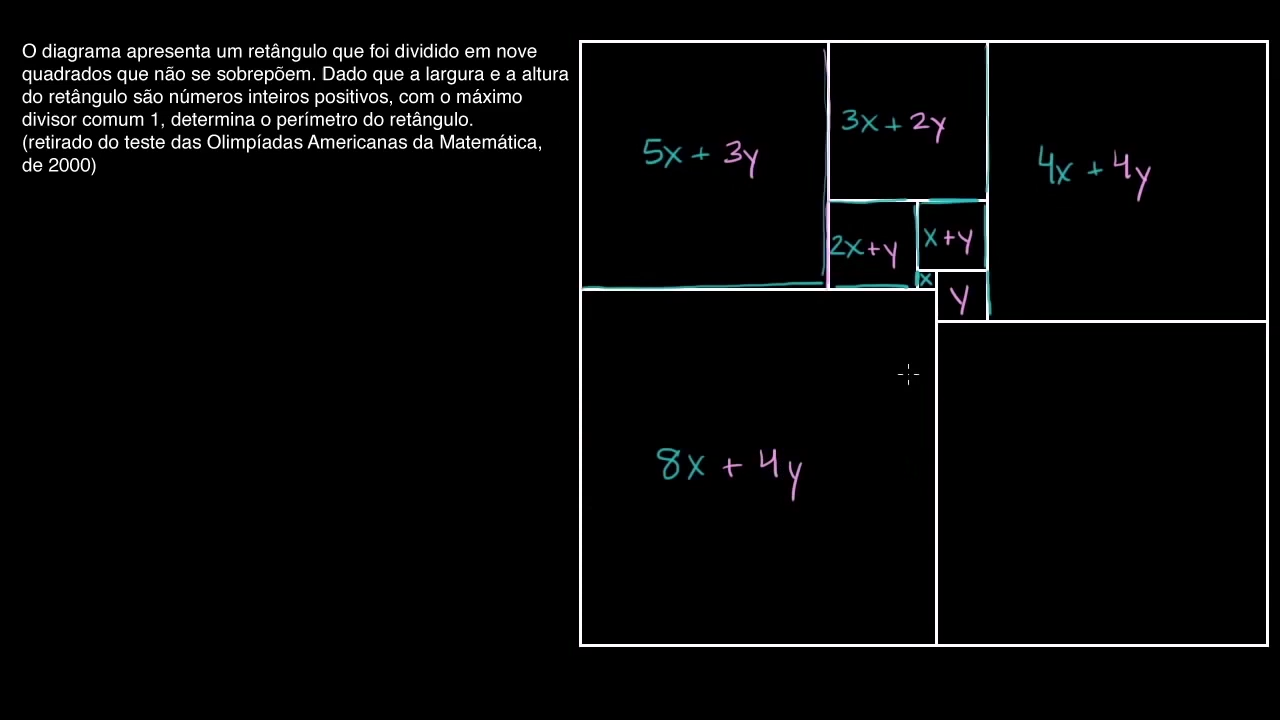 O diagrama apresenta um retângulo que foi dividido em nove
quadrados que não se sobrepõem. Dado que a largura e a altura
do retângulo são números inteiros positivos, com o máximo
divisor comum 1, determina o perímetro do retângulo.
(retirado do teste das Olimpíadas Americanas da Matemática,
de 2000)
5x + 3y
3x + 2y
4x + 4y
2x+y
x+y
x
y
8x + 4y